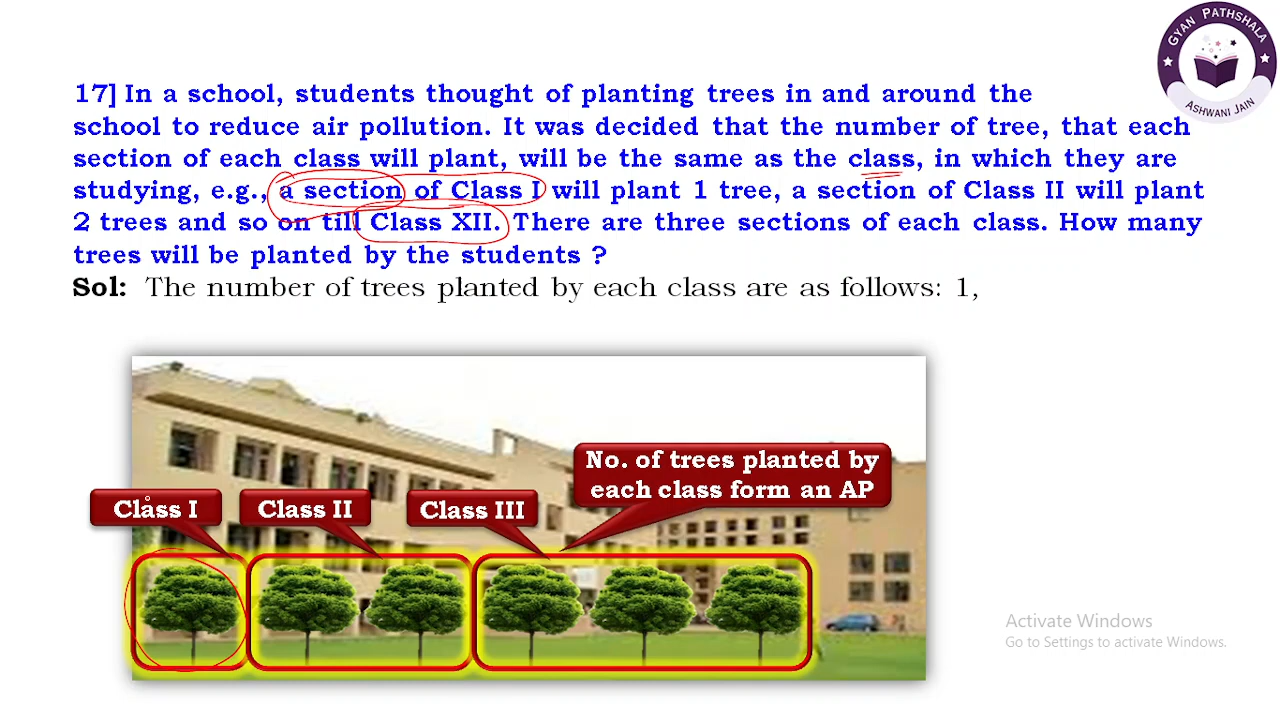 GYAN PATHSHALA
ASHWANI JAIN
17] In a school, students thought of planting trees in and around the
school to reduce air pollution. It was decided that the number of tree, that each
section of each class will plant, will be the same as the class, in which they are
studying, e.g., a section of Class I will plant 1 tree, a section of Class II will plant
2 trees and so on till Class XII. There are three sections of each class. How many
trees will be planted by the students ?
Sol: The number of trees planted by each class are as follows: 1,
No. of trees planted by
each class form an AP
Class I
Class II
Class III
Activate Windows
Go to Settings to activate Windows.